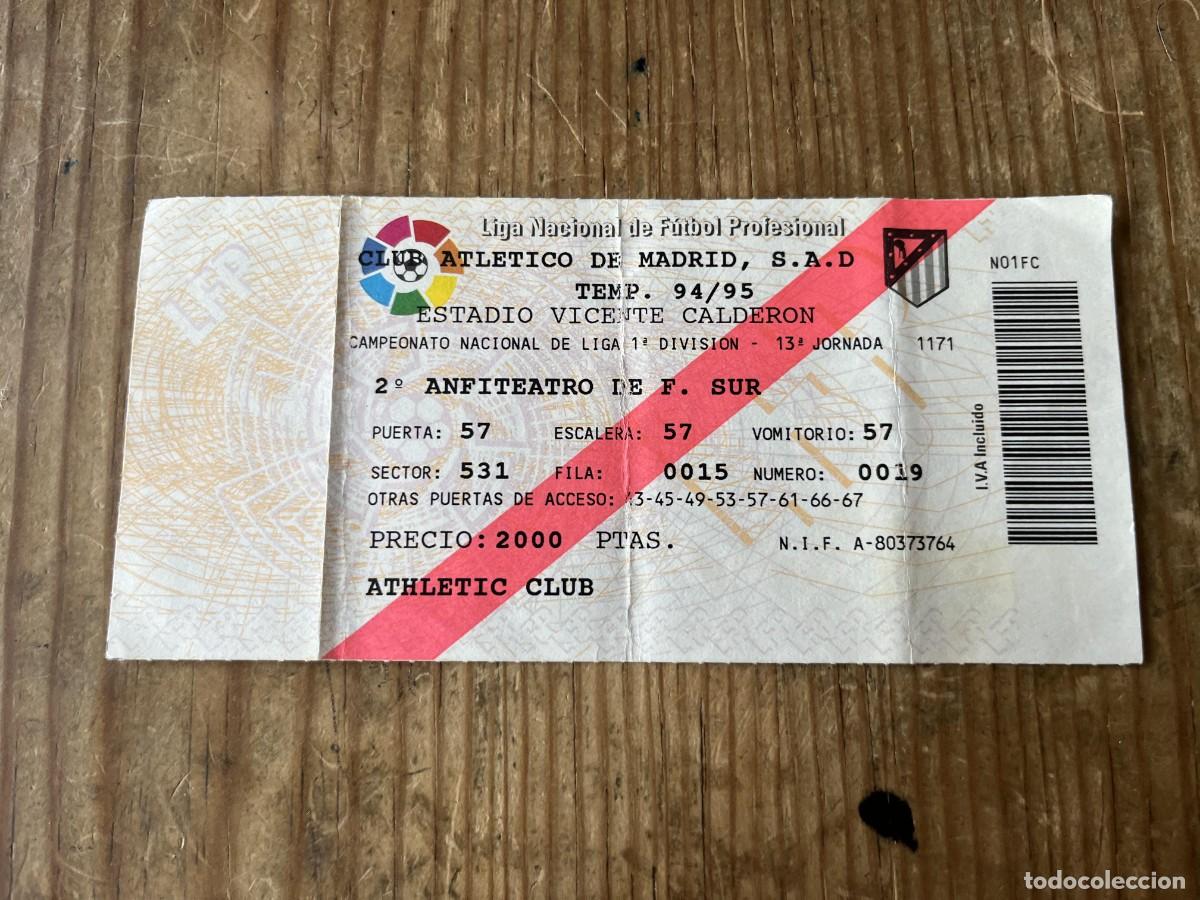 LFP
Liga Nacional de Fútbol Profesional
CLUB ATLETICO DE MADRID, S.A.D
TEMP. 94/95
ESTADIO VICENTE CALDERON
CAMPEONATO NACIONAL DE LIGA 1ª DIVISION - 13ª JORNADA 1171
2º ANFITEATRO DE F. SUR
PUERTA: 57 ESCALERA: 57 VOMITORIO: 57
SECTOR: 531 FILA: 0015 NUMERO: 0019
OTRAS PUERTAS DE ACCESO: 43-45-49-53-57-61-66-67
PRECIO: 2000 PTAS. N.I.F. A-80373764
ATHLETIC CLUB
N01FC
I.V.A Incluido
todocoleccion